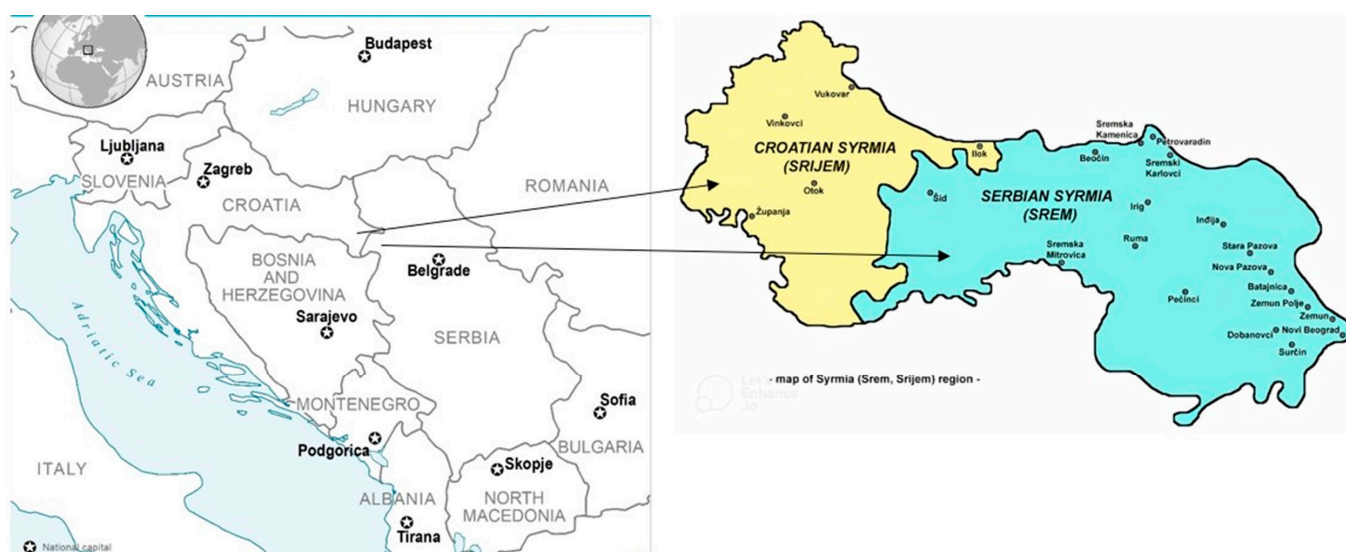 Budapest
AUSTRIA
HUNGARY
Ljubljana
SLOVENIA
Zagreb
CROATIA
ROMANIA
BOSNIA
AND
HERZEGOVINA
Sarajevo
Belgrade
SERBIA
Adriatic Sea
MONTENEGRO
Podgorica
Sofia
BULGARIA
Skopje
ITALY
ALBANIA
NORTH
MACEDONIA
Tirana
National capital
Vukovar
Vinkovci
CROATIAN SYRMIA
(SRIJEM)
Ilok
Otok
Županja
Sremska
Kamenica
Petrovaradin
Beočin
Sremski
Karlovci
SERBIAN SYRMIA
(SREM)
Šid
Irig
Inđija
Ruma
Sremska
Mitrovica
Stara Pazova
Nova Pazova
Batajnica
Pećinci
Zemun Polje
Zemun
Dobanovci
Novi Beograd
Surčin
- map of Syrmia (Srem, Srijem) region -
Let's
Enhance
.io